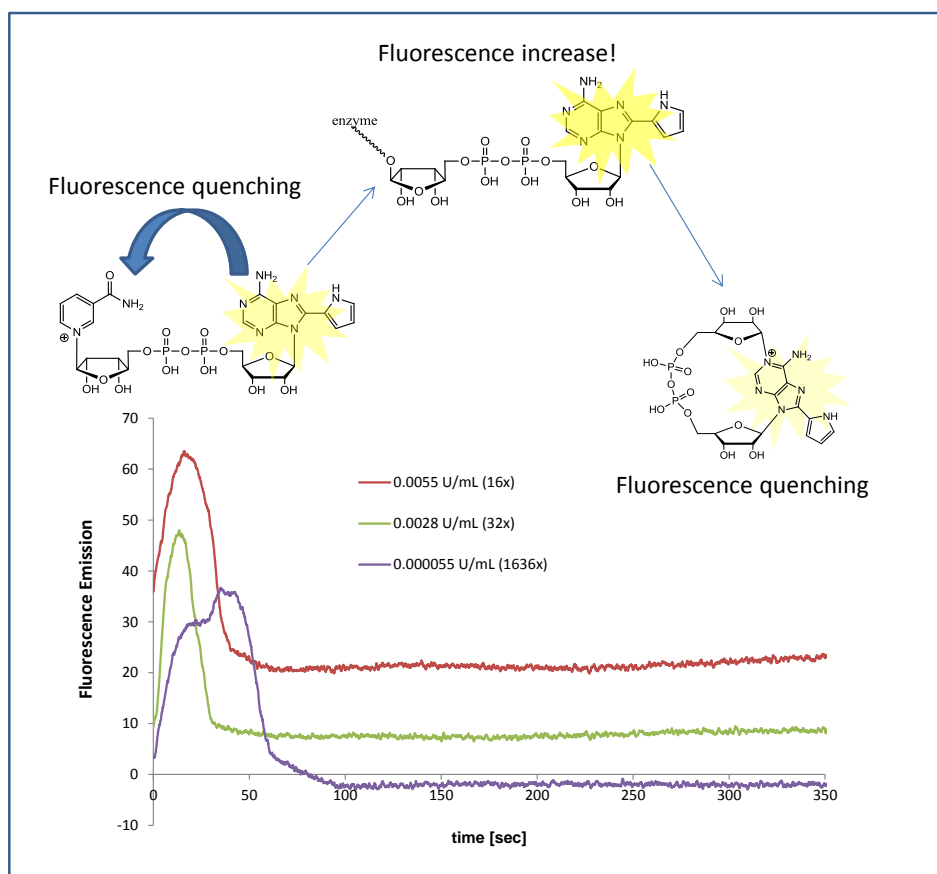 Fluorescence increase!
NH2
N
N
N
N
H
N
enzyme
O
O
O
O
P
O
P
O
OH
OH
O
OH
OH
O
OH
OH
Fluorescence quenching
O
NH2
N
⊕
O
OH
OH
O
O
P
O
P
O
O
OH
OH
O
OH
OH
NH2
N
N
N
N
HN
OH
OH
O
O
HO
P
O
O
HO
P
O
O
N
⊕
NH2
N
N
N
NH
O
OH
OH
Fluorescence quenching
70
60
50
40
30
20
10
0
-10
Fluorescence Emission
0.0055 U/mL (16x)
0.0028 U/mL (32x)
0.000055 U/mL (1636x)
0
50
100
150
200
250
300
350
time [sec]